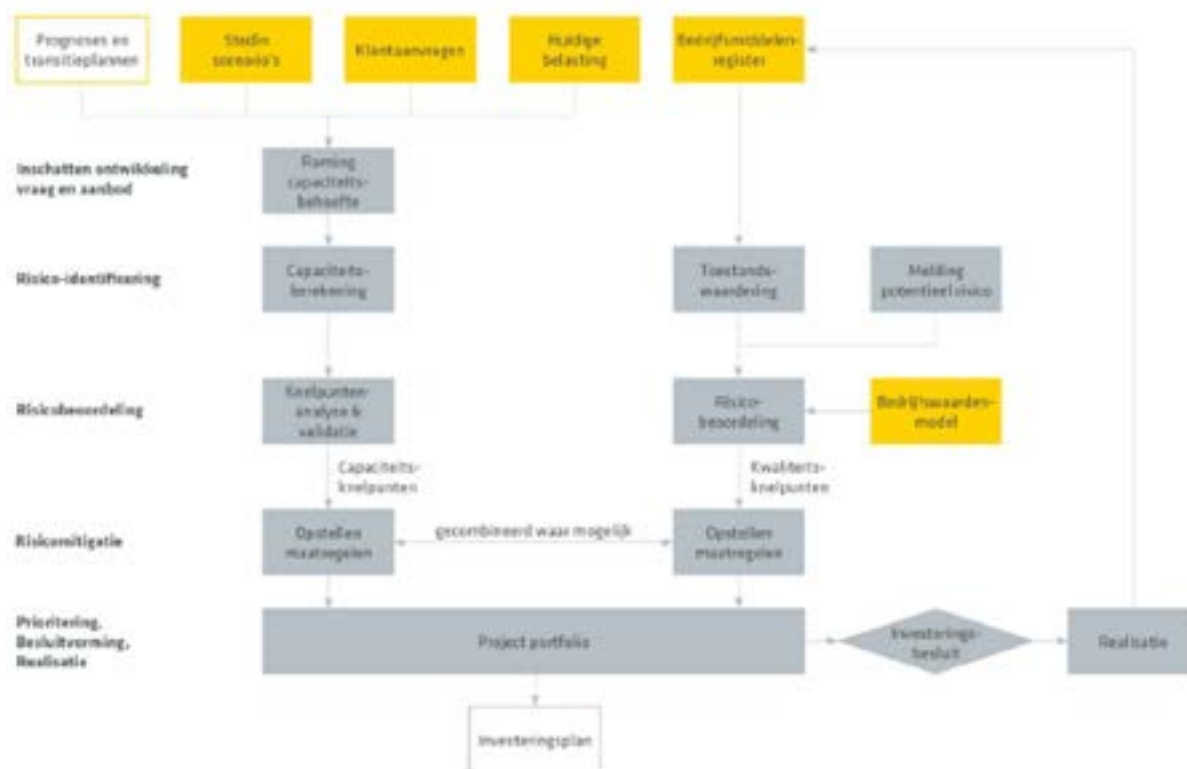 Prognoses en
transitieplannen
Stedin
scenario's
Klantaanvragen
Huidige
belasting
Bedrijfsmiddelen-
register
Inschatten ontwikkeling
vraag en aanbod
Raming
capaciteits-
behoefte
Risico-identificering
Capaciteits-
berekening
Toestands-
waardering
Melding
potentieel risico
Risicobeoordeling
Knelpunten-
analyse &
validatie
Risico-
beoordeling
Bedrijfswaarden-
model
Capaciteits-
knelpunten
Kwaliteits-
knelpunten
Risicomitigatie
Opstellen
maatregelen
gecombineerd waar mogelijk
Opstellen
maatregelen
Prioritering,
Besluitvorming,
Realisatie
Project portfolio
Investerings-
besluit
Realisatie
Investeringsplan